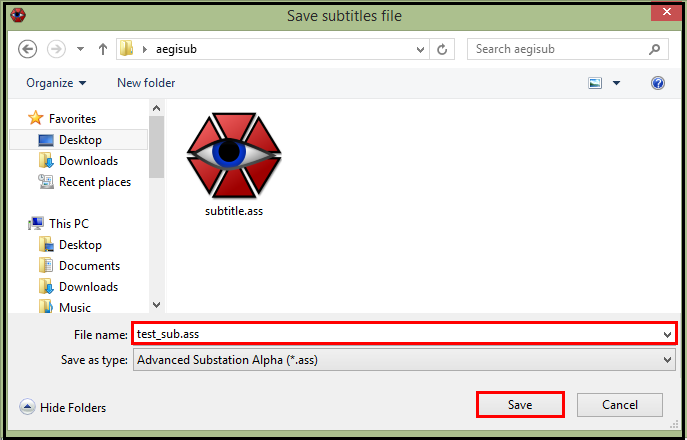 Save subtitles file
aegisub
Search aegisub
Organize
New folder
Favorites
Desktop
Downloads
Recent places
This PC
Desktop
Documents
Downloads
Music
subtitle.ass
File name: test_sub.ass
Save as type: Advanced Substation Alpha (*.ass)
Hide Folders
Save
Cancel